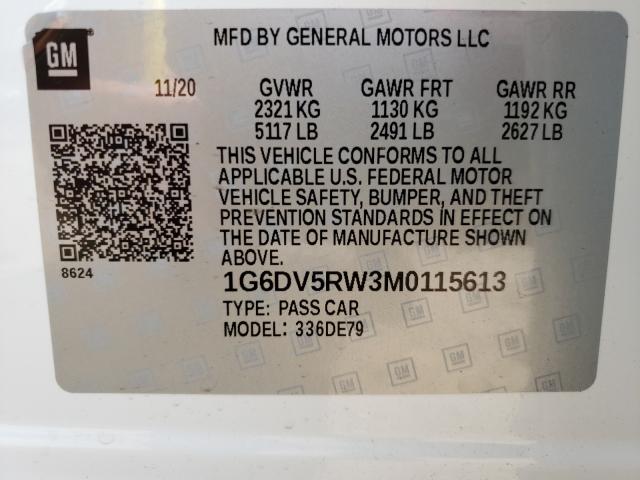 GM
MFD BY GENERAL MOTORS LLC
11/20 GVWR GAWR FRT GAWR RR
2321 KG 1130 KG 1192 KG
5117 LB 2491 LB 2627 LB
THIS VEHICLE CONFORMS TO ALL
APPLICABLE U.S. FEDERAL MOTOR
VEHICLE SAFETY, BUMPER, AND THEFT
PREVENTION STANDARDS IN EFFECT ON
THE DATE OF MANUFACTURE SHOWN
ABOVE.
8624
1G6DV5RW3M0115613
TYPE: PASS CAR
MODEL: 336DE79